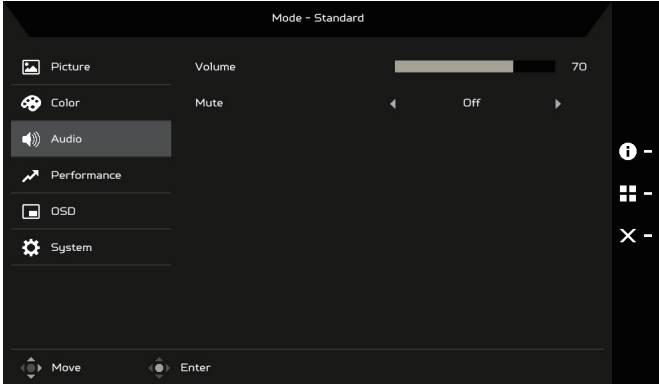 Mode - Standard
Picture
Volume 70
Color
Mute Off
Audio
Performance
OSD
System
Move Enter